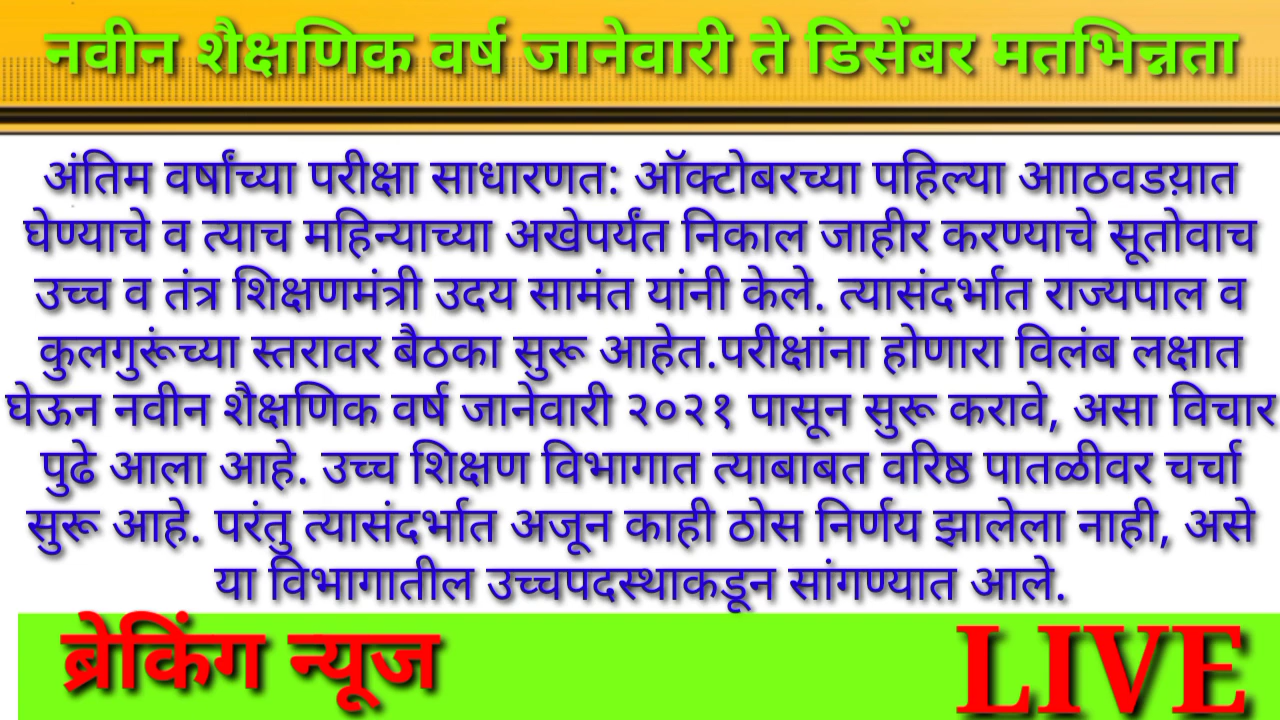 नवीन शैक्षणिक वर्ष जानेवारी ते डिसेंबर मतभिन्नता
अंतिम वर्षांच्या परीक्षा साधारणत: ऑक्टोबरच्या पहिल्या आाठवडय़ात
घेण्याचे व त्याच महिन्याच्या अखेपर्यंत निकाल जाहीर करण्याचे सूतोवाच
उच्च व तंत्र शिक्षणमंत्री उदय सामंत यांनी केले. त्यासंदर्भात राज्यपाल व
कुलगुरूंच्या स्तरावर बैठका सुरू आहेत.परीक्षांना होणारा विलंब लक्षात
घेऊन नवीन शैक्षणिक वर्ष जानेवारी २०२१ पासून सुरू करावे, असा विचार
पुढे आला आहे. उच्च शिक्षण विभागात त्याबाबत वरिष्ठ पातळीवर चर्चा
सुरू आहे. परंतु त्यासंदर्भात अजून काही ठोस निर्णय झालेला नाही, असे
या विभागातील उच्चपदस्थाकडून सांगण्यात आले.
ब्रेकिंग न्यूज LIVE